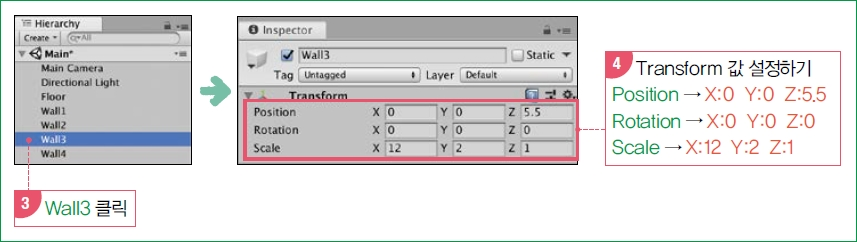 Hierarchy
Create All
Main*
Main Camera
Directional Light
Floor
Wall1
Wall2
Wall3
Wall4
3 Wall3 클릭
Inspector
Wall3 Static
Tag Untagged Layer Default
Transform
Position X 0 Y 0 Z 5.5
Rotation X 0 Y 0 Z 0
Scale X 12 Y 2 Z 1
4 Transform 값 설정하기
Position → X:0 Y:0 Z:5.5
Rotation → X:0 Y:0 Z:0
Scale → X:12 Y:2 Z:1